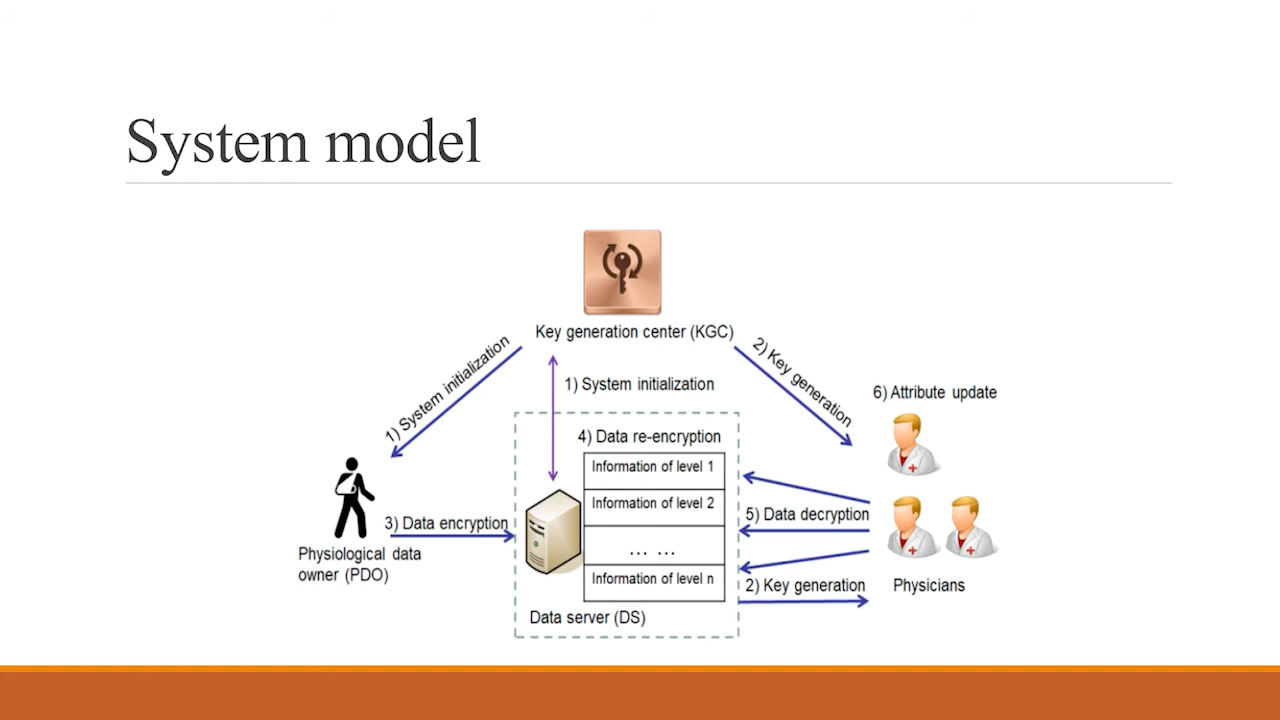 System model
Key generation center (KGC)
1) System initialization
1) System initialization
2) Key generation
6) Attribute update
4) Data re-encryption
Information of level 1
Information of level 2
... ...
Information of level n
3) Data encryption
5) Data decryption
2) Key generation
Physiological data
owner (PDO)
Physicians
Data server (DS)